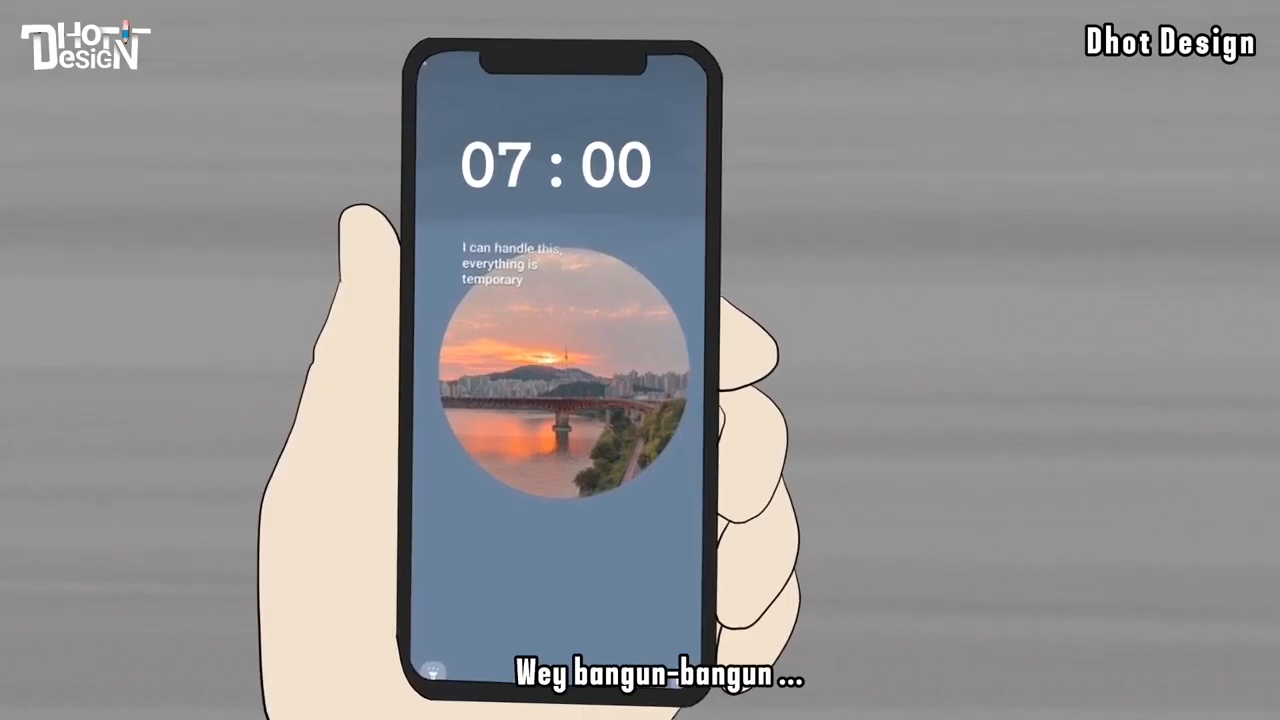 Dhot Design
Dhot Design
07 : 00
I can handle this,
everything is
temporary
Wey bangun-bangun ...